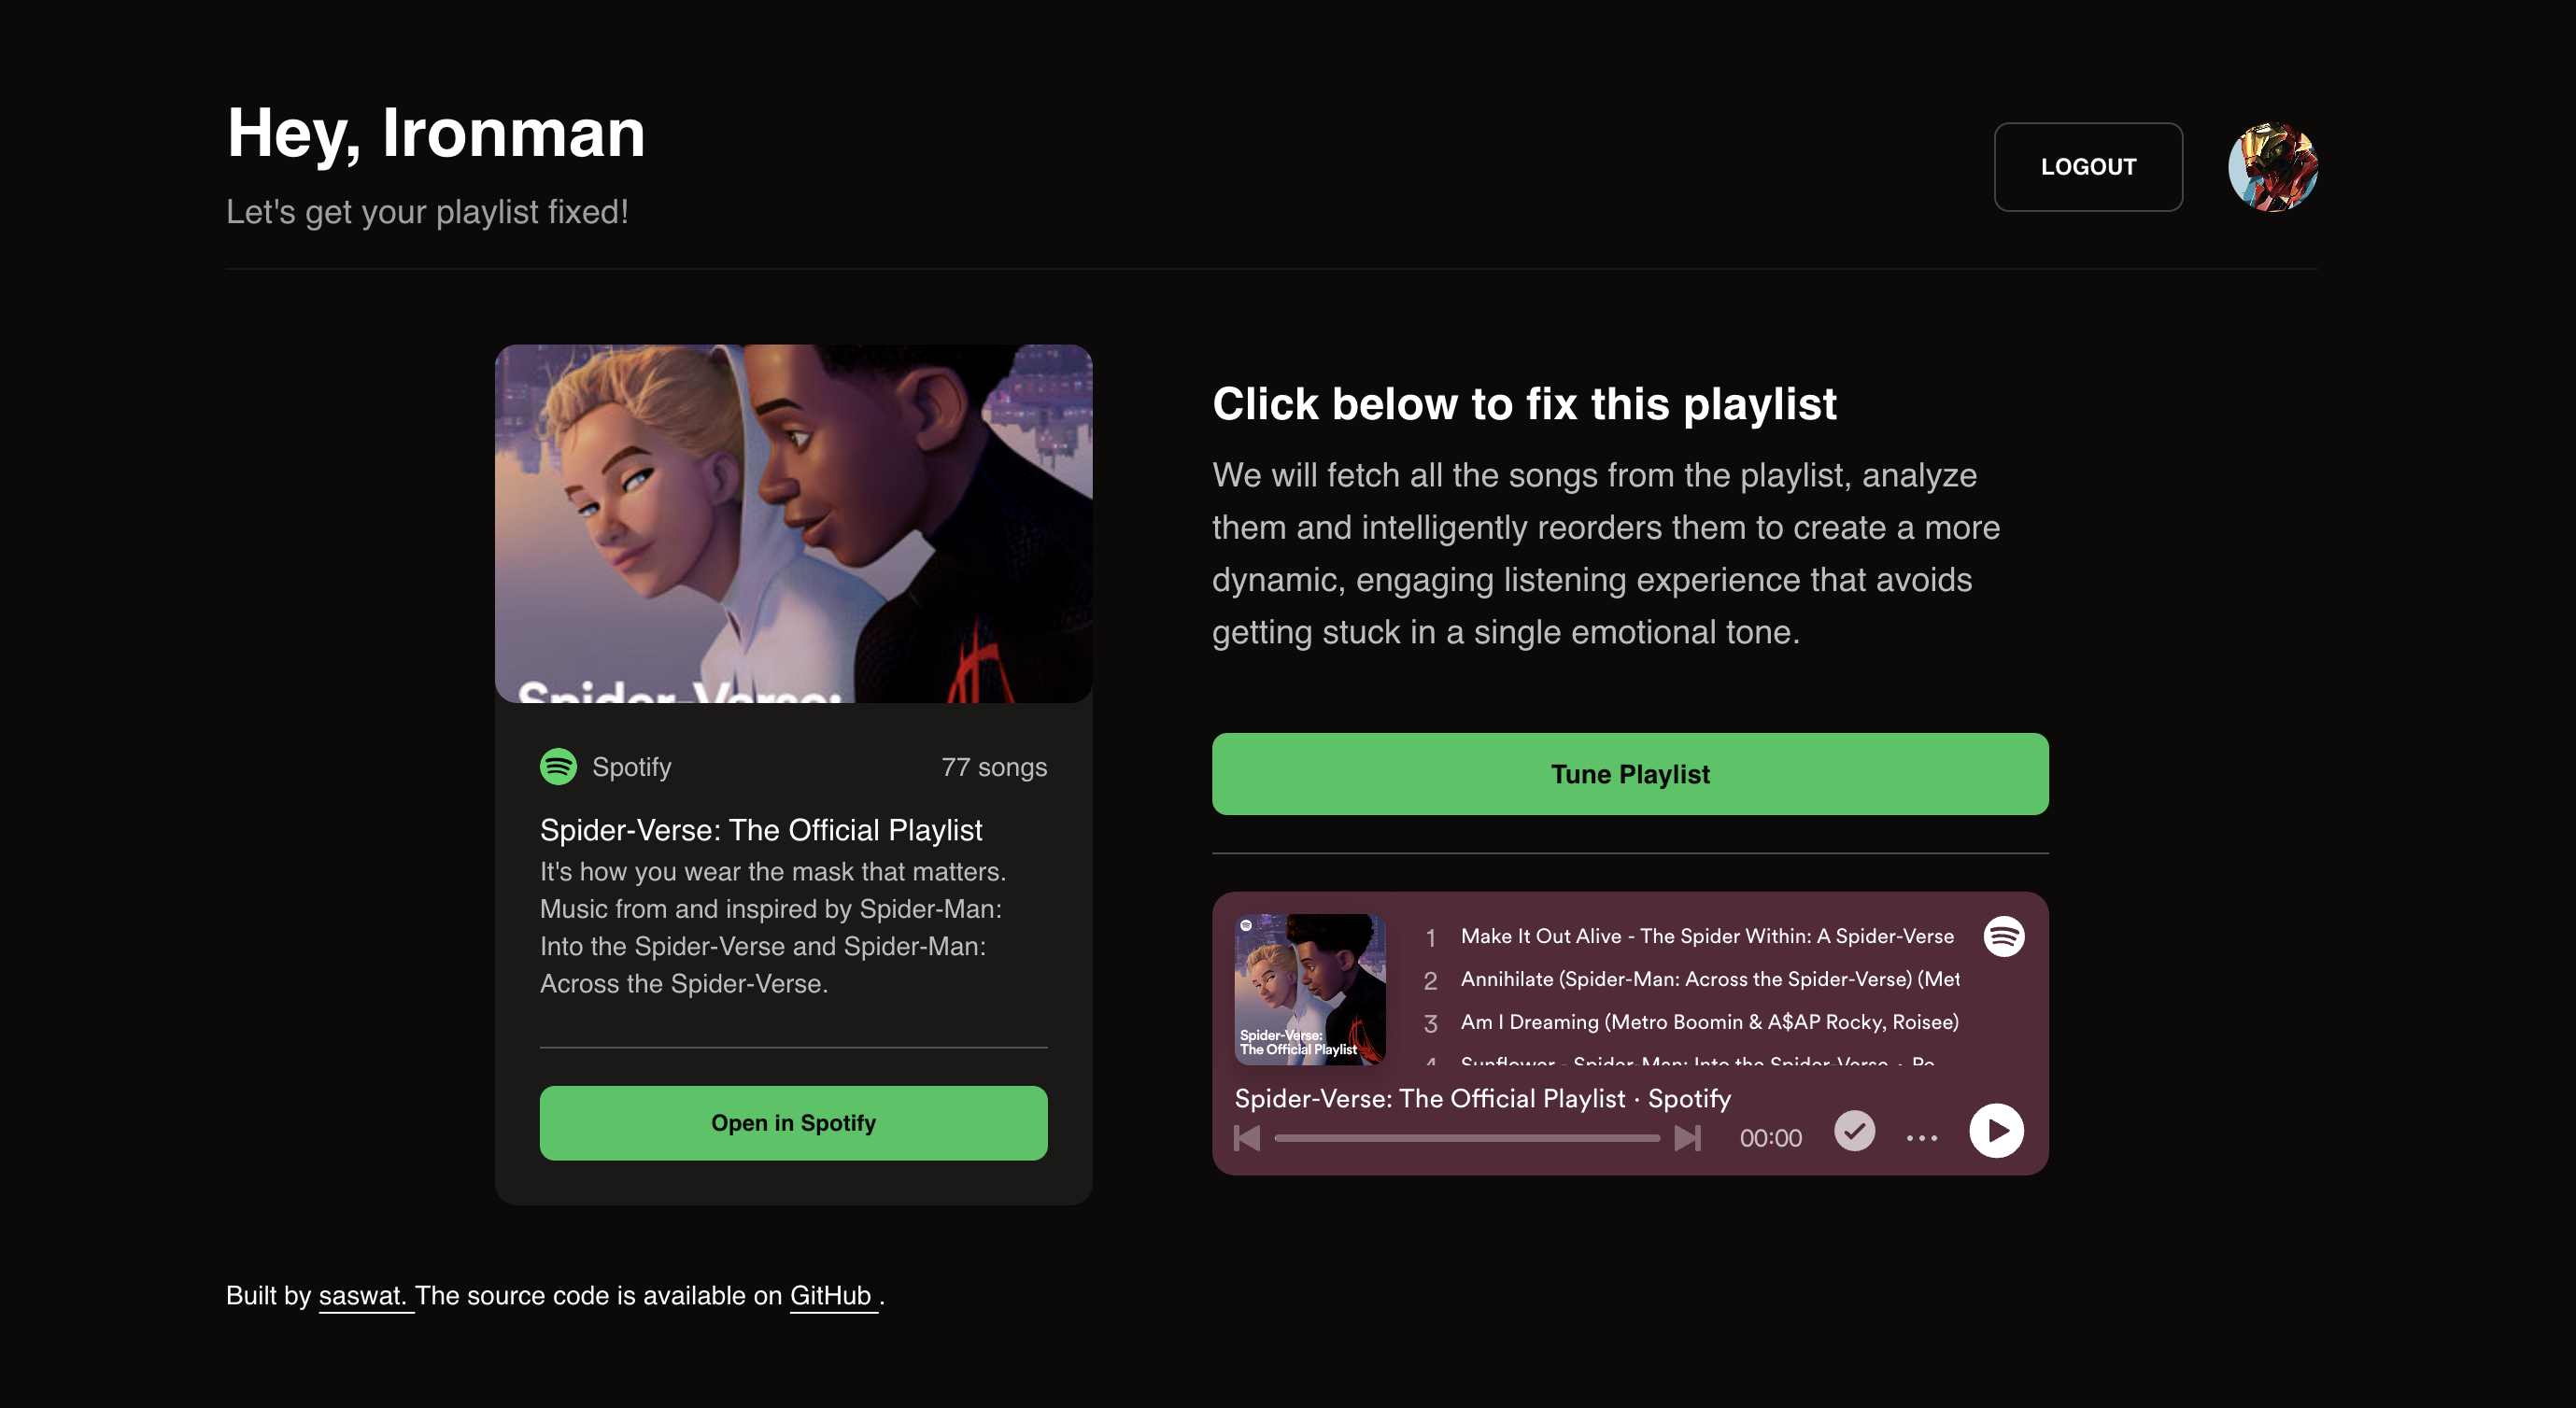 Hey, Ironman
Let's get your playlist fixed!
LOGOUT
Spider-Verse:
Spotify
77 songs
Spider-Verse: The Official Playlist
It's how you wear the mask that matters.
Music from and inspired by Spider-Man:
Into the Spider-Verse and Spider-Man:
Across the Spider-Verse.
Open in Spotify
Click below to fix this playlist
We will fetch all the songs from the playlist, analyze
them and intelligently reorders them to create a more
dynamic, engaging listening experience that avoids
getting stuck in a single emotional tone.
Tune Playlist
Spider-Verse:
The Official Playlist
1 Make It Out Alive - The Spider Within: A Spider-Verse
2 Annihilate (Spider-Man: Across the Spider-Verse) (Met
3 Am I Dreaming (Metro Boomin & A$AP Rocky, Roisee)
4 Sunflower - Spider-Man: Into the Spider-Verse · Po
Spider-Verse: The Official Playlist · Spotify
00:00
Built by saswat. The source code is available on GitHub .